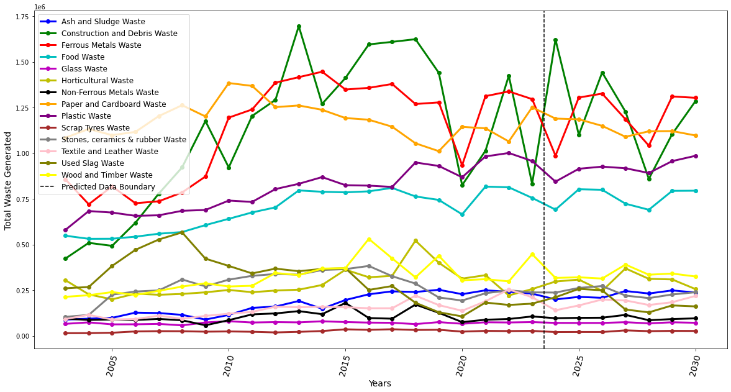 1e6
1.75
1.50
1.25
1.00
0.75
0.50
0.25
0.00
Total Waste Generated
Ash and Sludge Waste
Construction and Debris Waste
Ferrous Metals Waste
Food Waste
Glass Waste
Horticultural Waste
Non-Ferrous Metals Waste
Paper and Cardboard Waste
Plastic Waste
Scrap Tyres Waste
Stones, ceramics & rubber Waste
Textile and Leather Waste
Used Slag Waste
Wood and Timber Waste
Predicted Data Boundary
2005
2010
2015
2020
2025
2030
Years